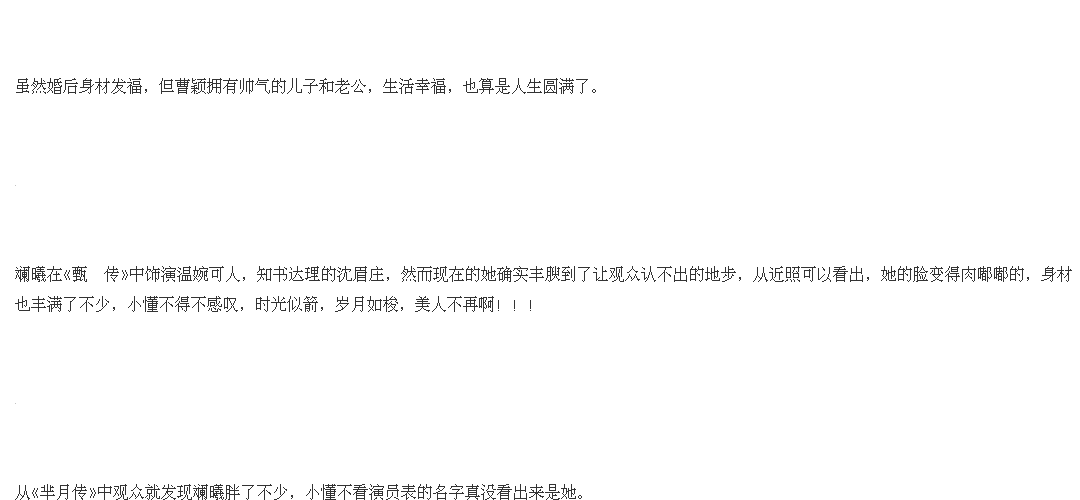 虽然婚后身材发福，但曹颖拥有帅气的儿子和老公，生活幸福，也算是人生圆满了。
斓曦在《甄　传》中饰演温婉可人，知书达理的沈眉庄，然而现在的她确实丰腴到了让观众认不出的地步，从近照可以看出，她的脸变得肉嘟嘟的，身材
也丰满了不少，小懂不得不感叹，时光似箭，岁月如梭，美人不再啊！！！
从《芈月传》中观众就发现斓曦胖了不少，小懂不看演员表的名字真没看出来是她。